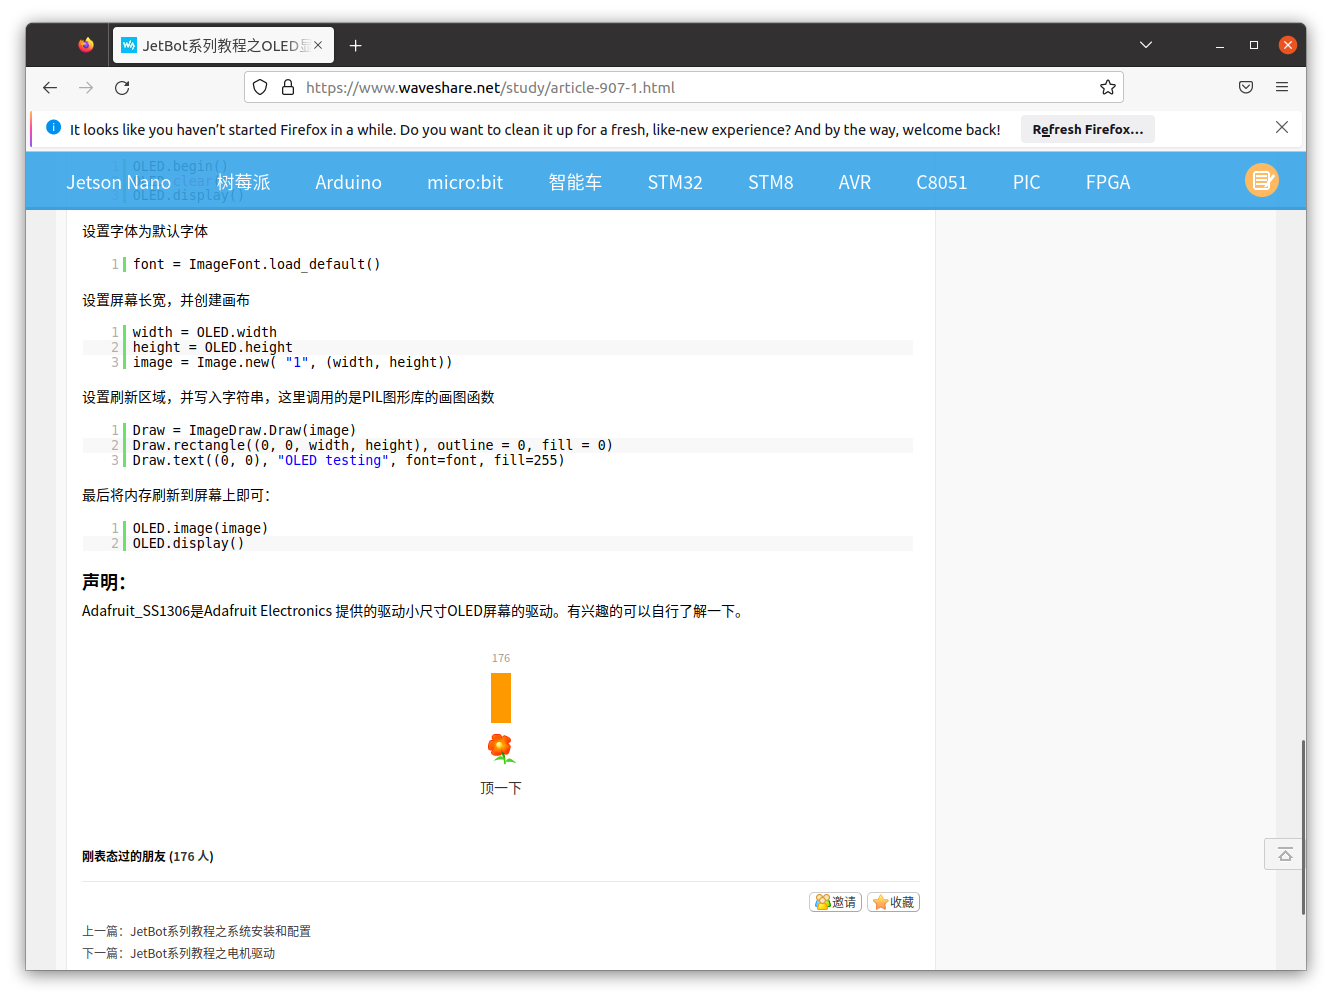 JetBot系列教程之OLED显
https://www.waveshare.net/study/article-907-1.html
It looks like you haven’t started Firefox in a while. Do you want to clean it up for a fresh, like-new experience? And by the way, welcome back!
Refresh Firefox…
OLED.begin()
Jetson Nano 树莓派 Arduino micro:bit 智能车 STM32 STM8 AVR C8051 PIC FPGA
OLED.display()
设置字体为默认字体
1 font = ImageFont.load_default()
设置屏幕长宽，并创建画布
1 width = OLED.width
2 height = OLED.height
3 image = Image.new( "1", (width, height))
设置刷新区域，并写入字符串，这里调用的是PIL图形库的画图函数
1 Draw = ImageDraw.Draw(image)
2 Draw.rectangle((0, 0, width, height), outline = 0, fill = 0)
3 Draw.text((0, 0), "OLED testing", font=font, fill=255)
最后将内存刷新到屏幕上即可：
1 OLED.image(image)
2 OLED.display()
声明：
Adafruit_SS1306是Adafruit Electronics 提供的驱动小尺寸OLED屏幕的驱动。有兴趣的可以自行了解一下。
176
顶一下
刚表态过的朋友 (176 人)
邀请 收藏
上一篇：JetBot系列教程之系统安装和配置
下一篇：JetBot系列教程之电机驱动